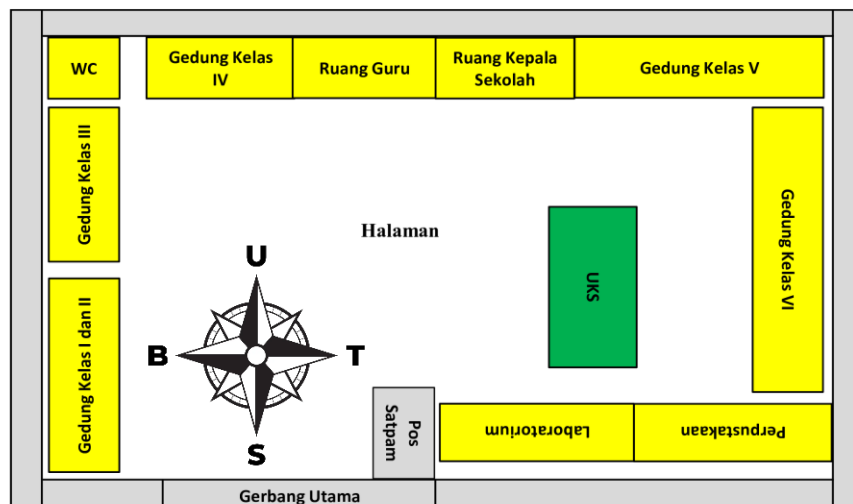 WC
Gedung Kelas
IV
Ruang Guru
Ruang Kepala
Sekolah
Gedung Kelas V
Gedung Kelas III
Gedung Kelas VI
Halaman
UKS
U
B
T
S
Gedung Kelas I dan II
Pos
Satpam
Laboratorium
Perpustakaan
Gerbang Utama